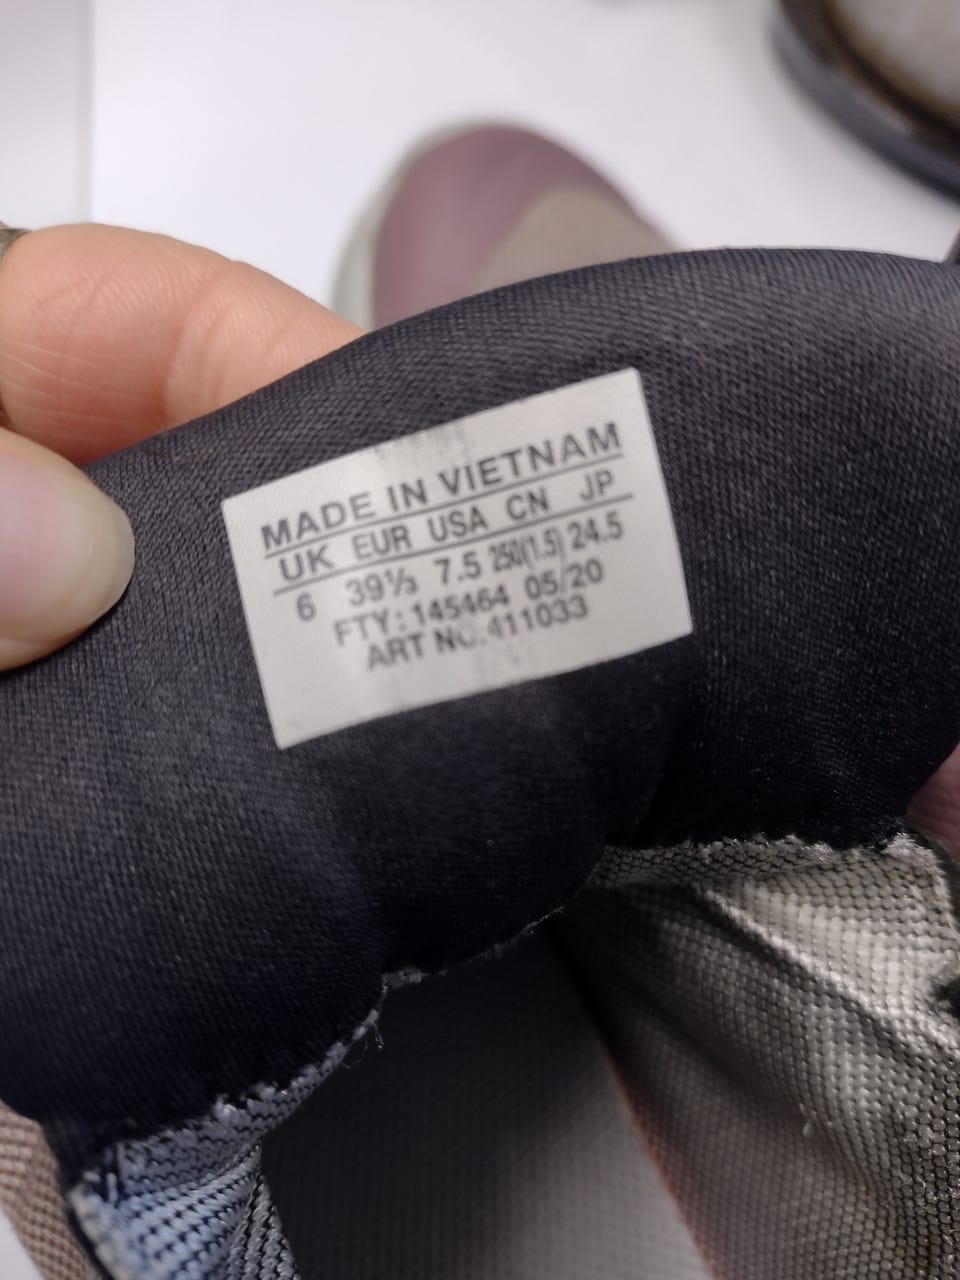 MADE IN VIETNAM
UK EUR USA CN JP
6 39⅓ 7.5 250(1.5) 24.5
FTY: 145464 05/20
ART NO. 411033